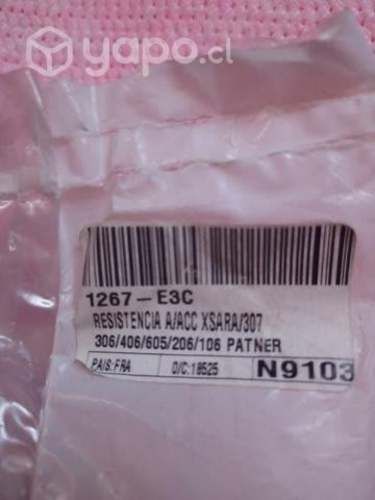 yapo.cl
1267-E3C
RESISTENCIA A/ACC XSARA/307
306/406/605/206/106 PATNER
PAIS:FRA O/C:18525 N9103